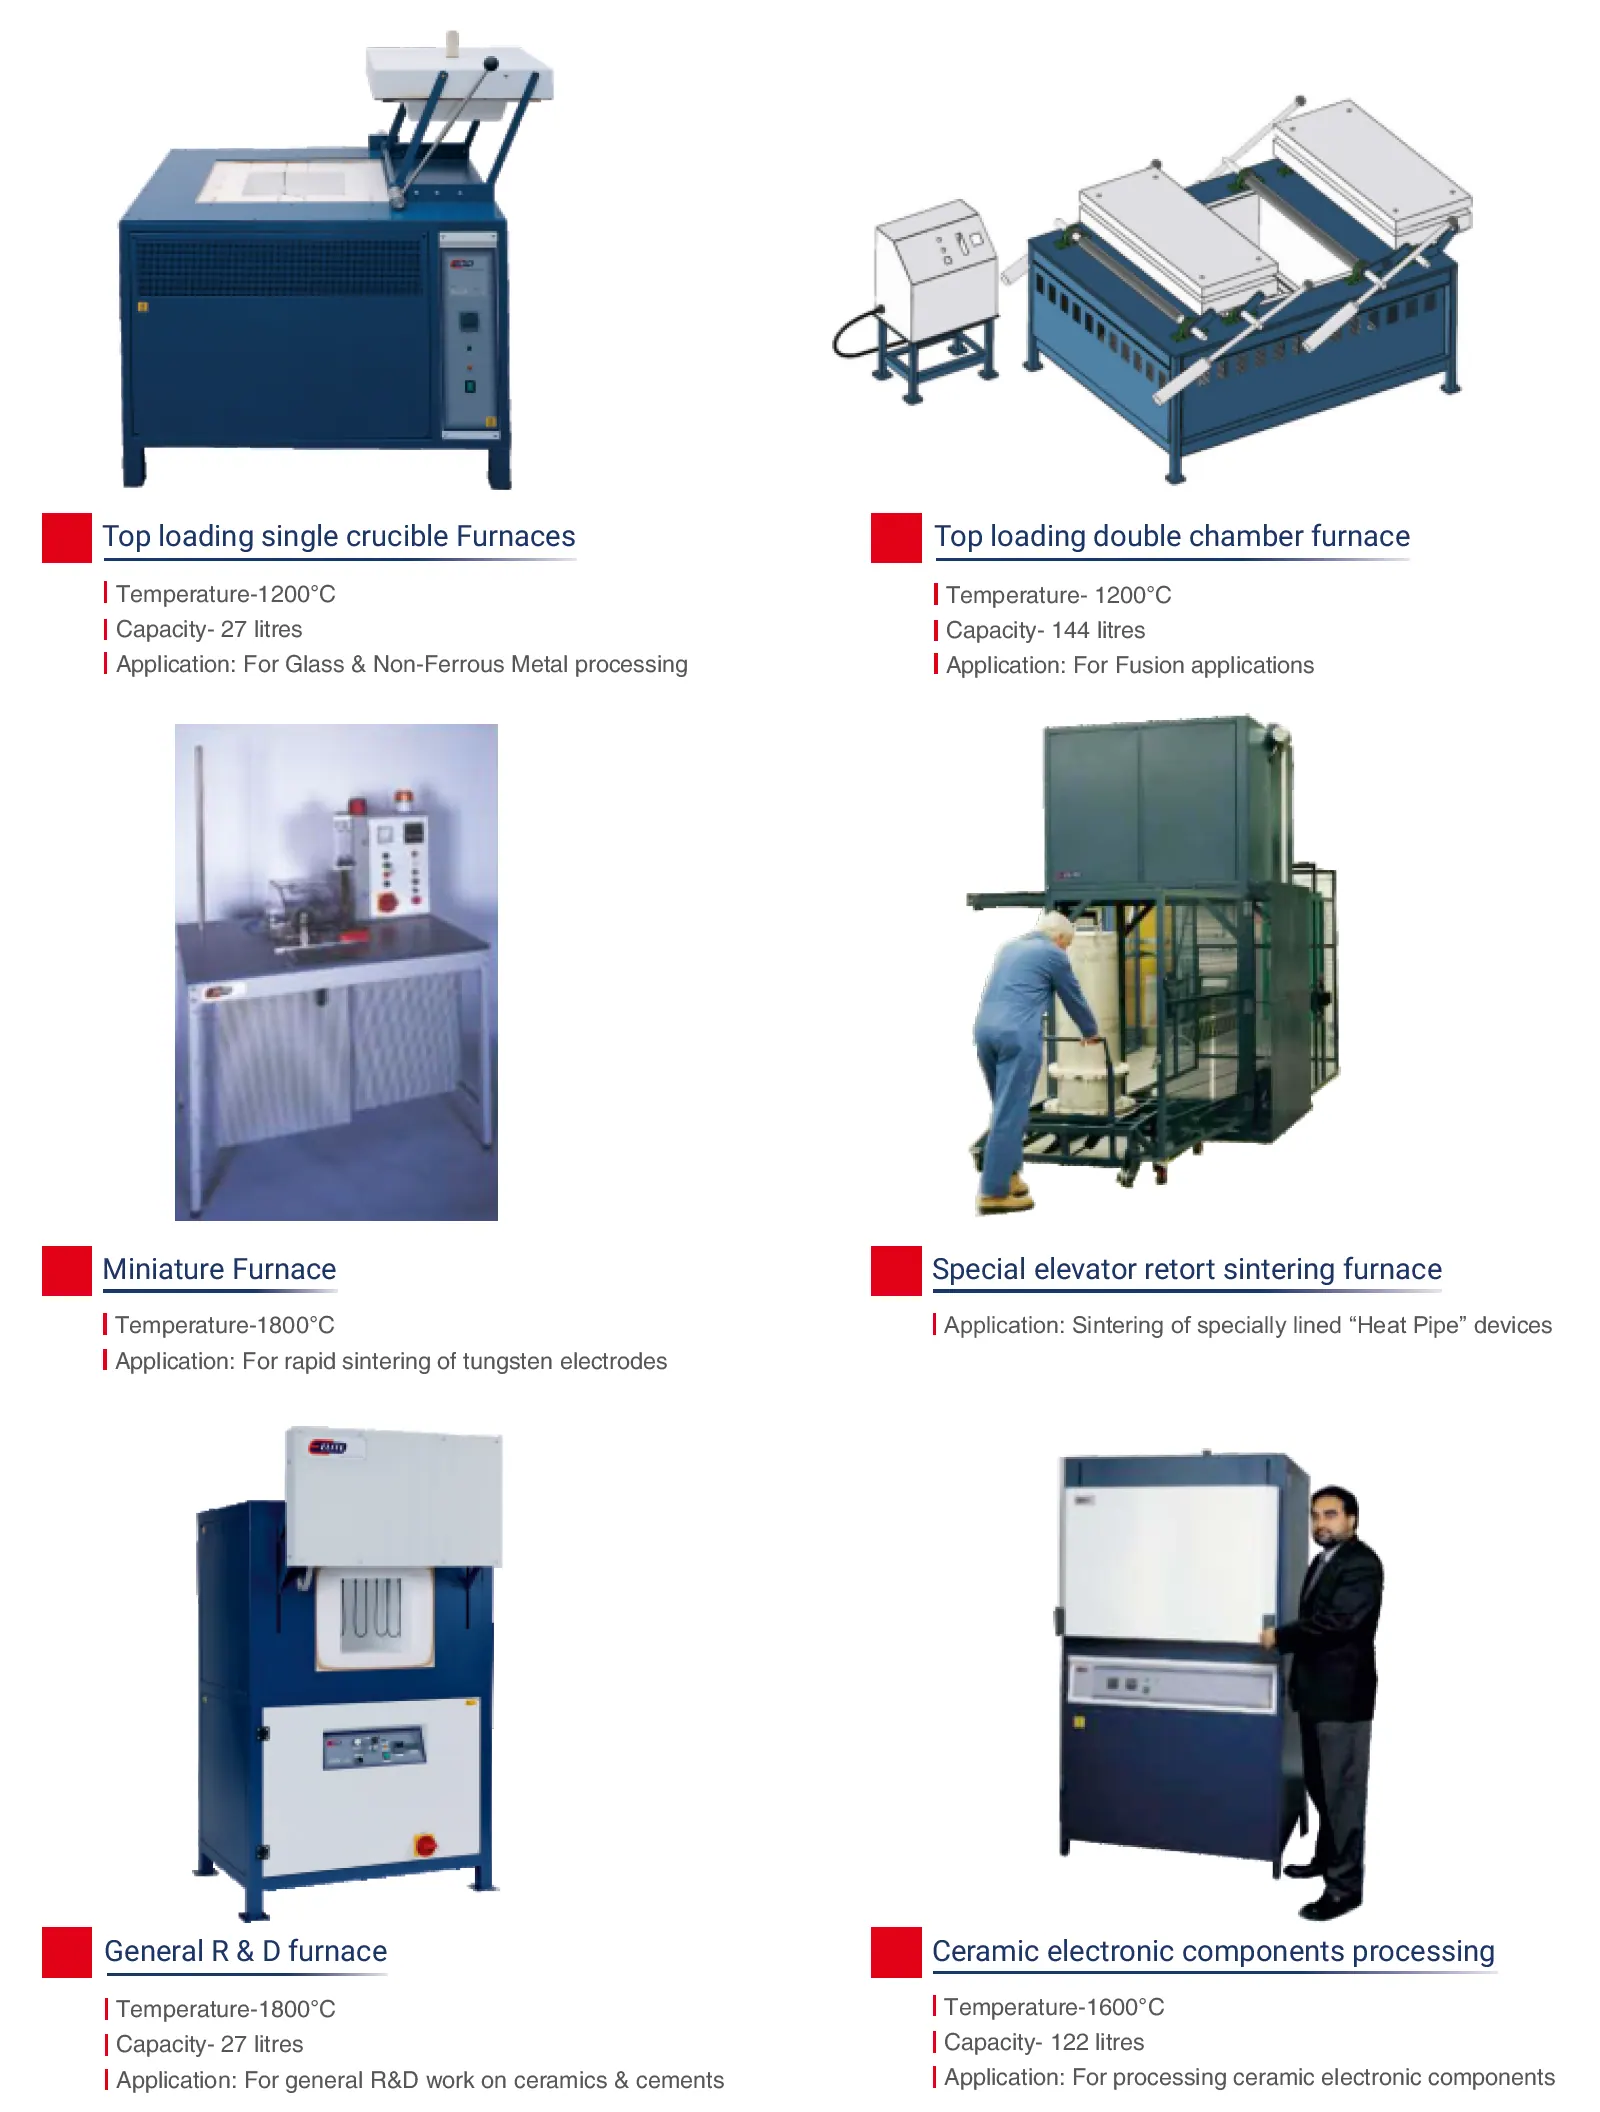 Top loading single crucible Furnaces
Temperature-1200°C
Capacity- 27 litres
Application: For Glass & Non-Ferrous Metal processing
Top loading double chamber furnace
Temperature- 1200°C
Capacity- 144 litres
Application: For Fusion applications
Miniature Furnace
Temperature-1800°C
Application: For rapid sintering of tungsten electrodes
Special elevator retort sintering furnace
Application: Sintering of specially lined “Heat Pipe” devices
ELITE
General R & D furnace
Temperature-1800°C
Capacity- 27 litres
Application: For general R&D work on ceramics & cements
Ceramic electronic components processing
Temperature-1600°C
Capacity- 122 litres
Application: For processing ceramic electronic components